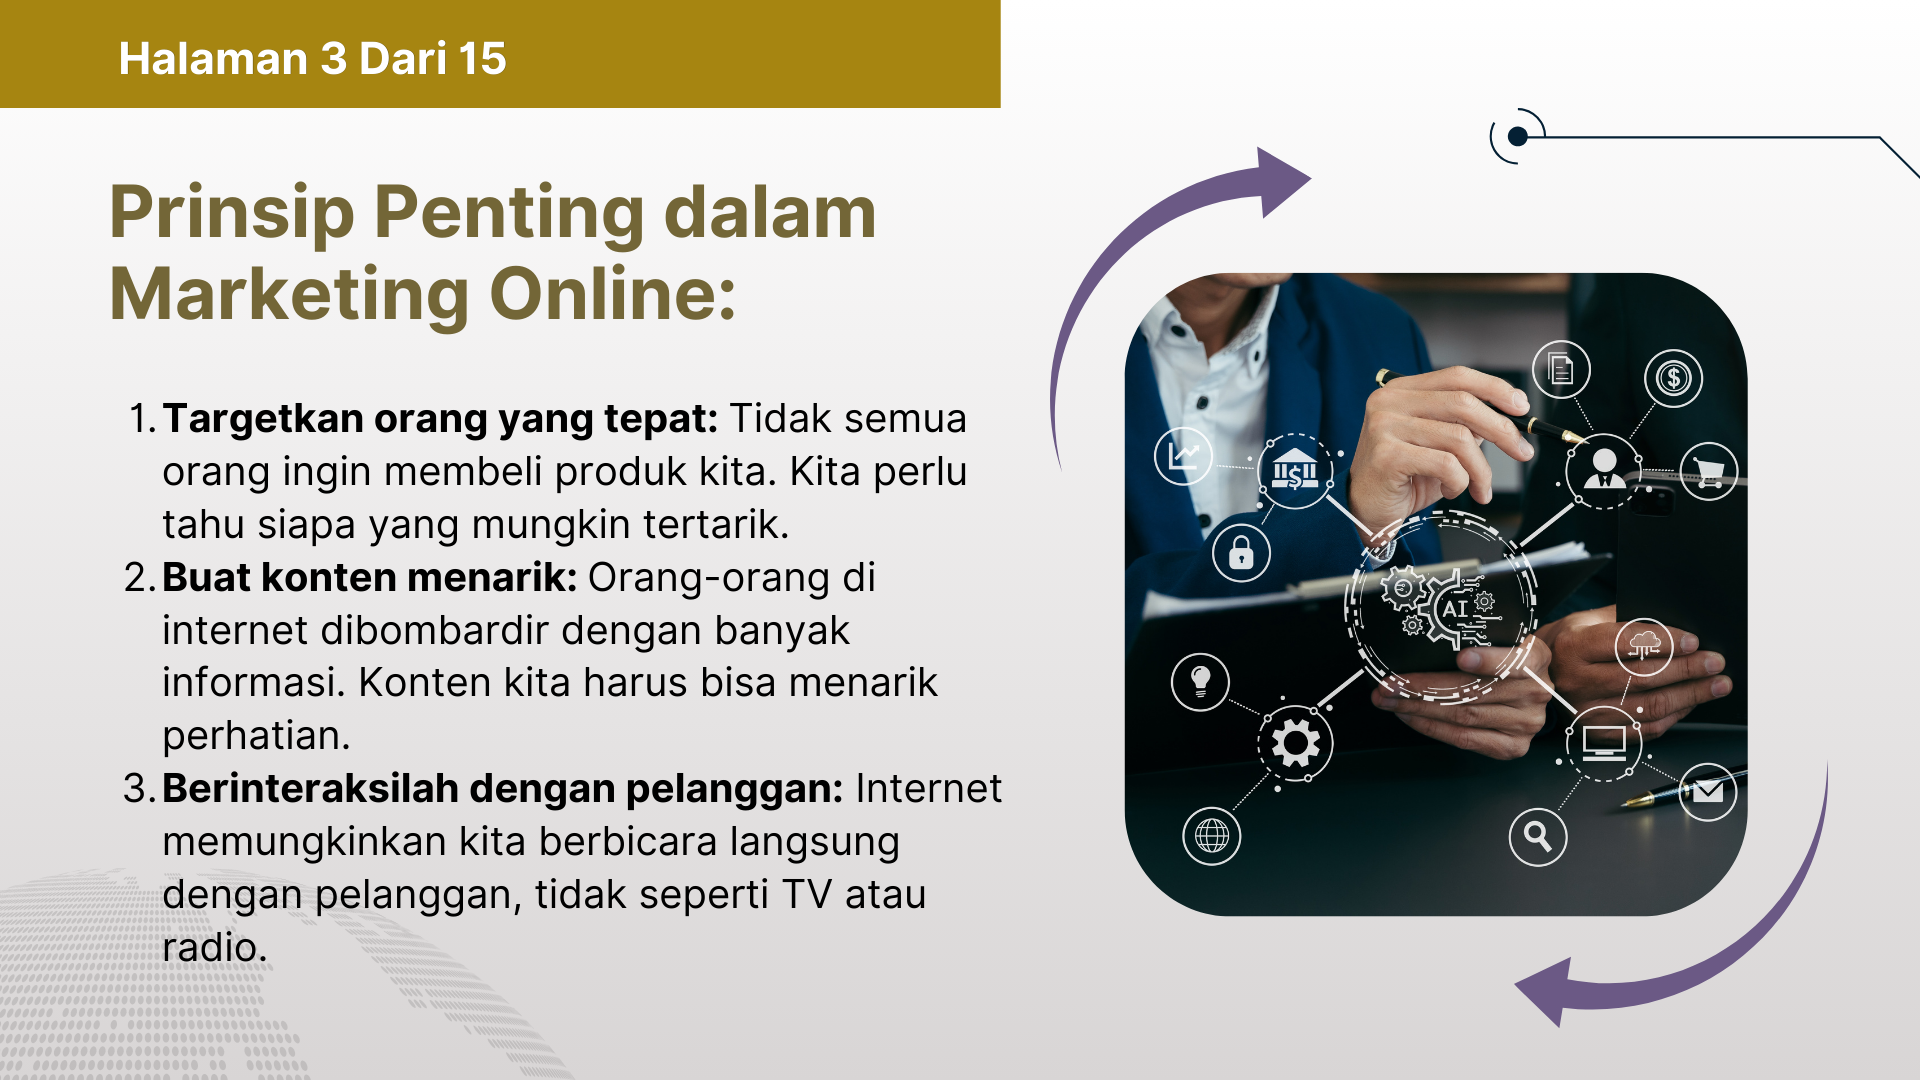 Halaman 3 Dari 15
Prinsip Penting dalam
Marketing Online:
1. Targetkan orang yang tepat: Tidak semua
orang ingin membeli produk kita. Kita perlu
tahu siapa yang mungkin tertarik.
2. Buat konten menarik: Orang-orang di
internet dibombardir dengan banyak
informasi. Konten kita harus bisa menarik
perhatian.
3. Berinteraksilah dengan pelanggan: Internet
memungkinkan kita berbicara langsung
dengan pelanggan, tidak seperti TV atau
radio.
$
$
AI